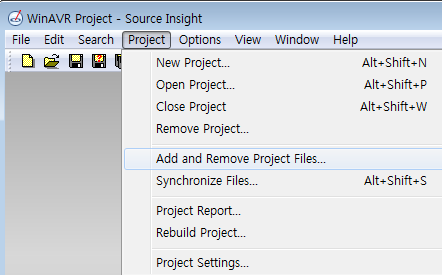 WinAVR Project - Source Insight
File Edit Search Project Options View Window Help
New Project... Alt+Shift+N
Open Project... Alt+Shift+P
Close Project Alt+Shift+W
Remove Project...
Add and Remove Project Files...
Synchronize Files... Alt+Shift+S
Project Report...
Rebuild Project...
Project Settings...